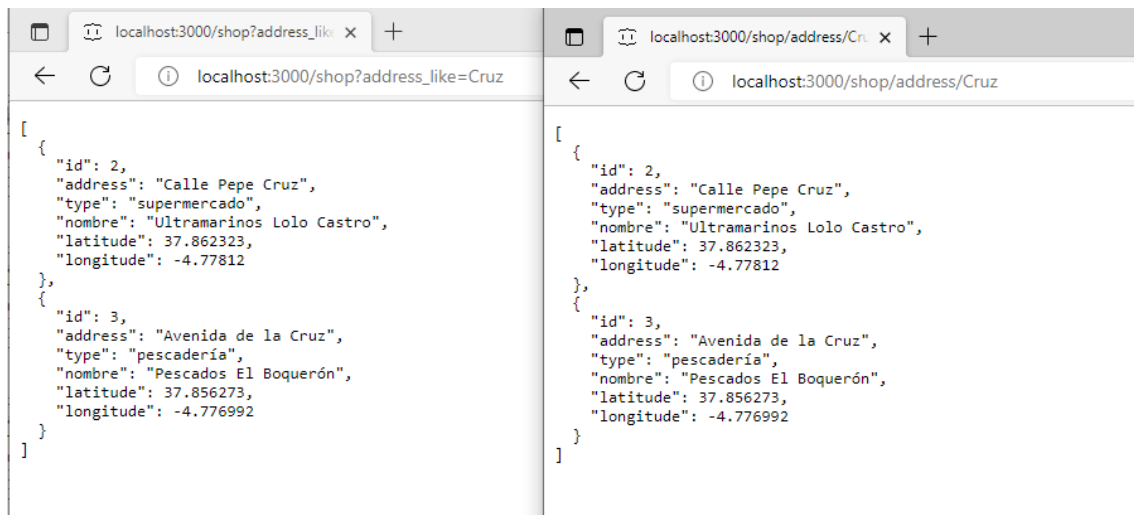 localhost:3000/shop?address_lik
localhost:3000/shop?address_like=Cruz
[
  {
    "id": 2,
    "address": "Calle Pepe Cruz",
    "type": "supermercado",
    "nombre": "Ultramarinos Lolo Castro",
    "latitude": 37.862323,
    "longitude": -4.77812
  },
  {
    "id": 3,
    "address": "Avenida de la Cruz",
    "type": "pescadería",
    "nombre": "Pescados El Boquerón",
    "latitude": 37.856273,
    "longitude": -4.776992
  }
]
localhost:3000/shop/address/Cru
localhost:3000/shop/address/Cruz
[
  {
    "id": 2,
    "address": "Calle Pepe Cruz",
    "type": "supermercado",
    "nombre": "Ultramarinos Lolo Castro",
    "latitude": 37.862323,
    "longitude": -4.77812
  },
  {
    "id": 3,
    "address": "Avenida de la Cruz",
    "type": "pescadería",
    "nombre": "Pescados El Boquerón",
    "latitude": 37.856273,
    "longitude": -4.776992
  }
]